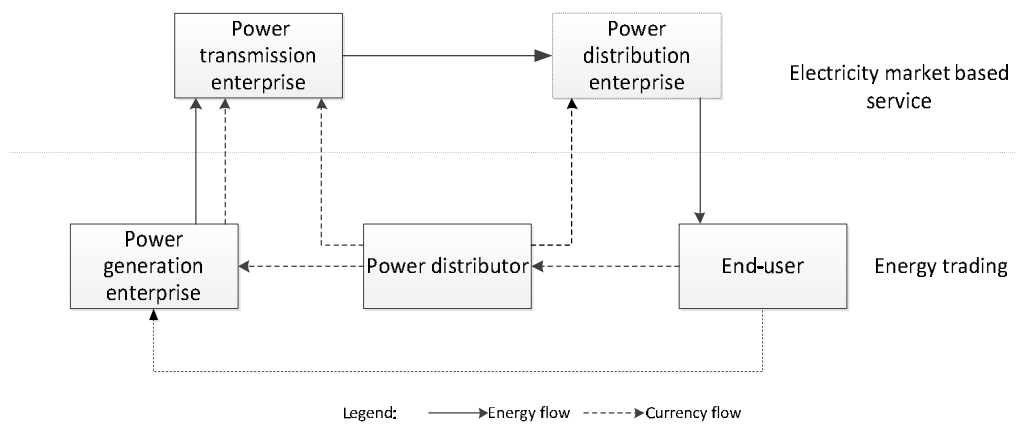 Power
transmission
enterprise
Power
distribution
enterprise
Electricity market based
service
Power
generation
enterprise
Power distributor
End-user
Energy trading
Legend:
Energy flow
Currency flow